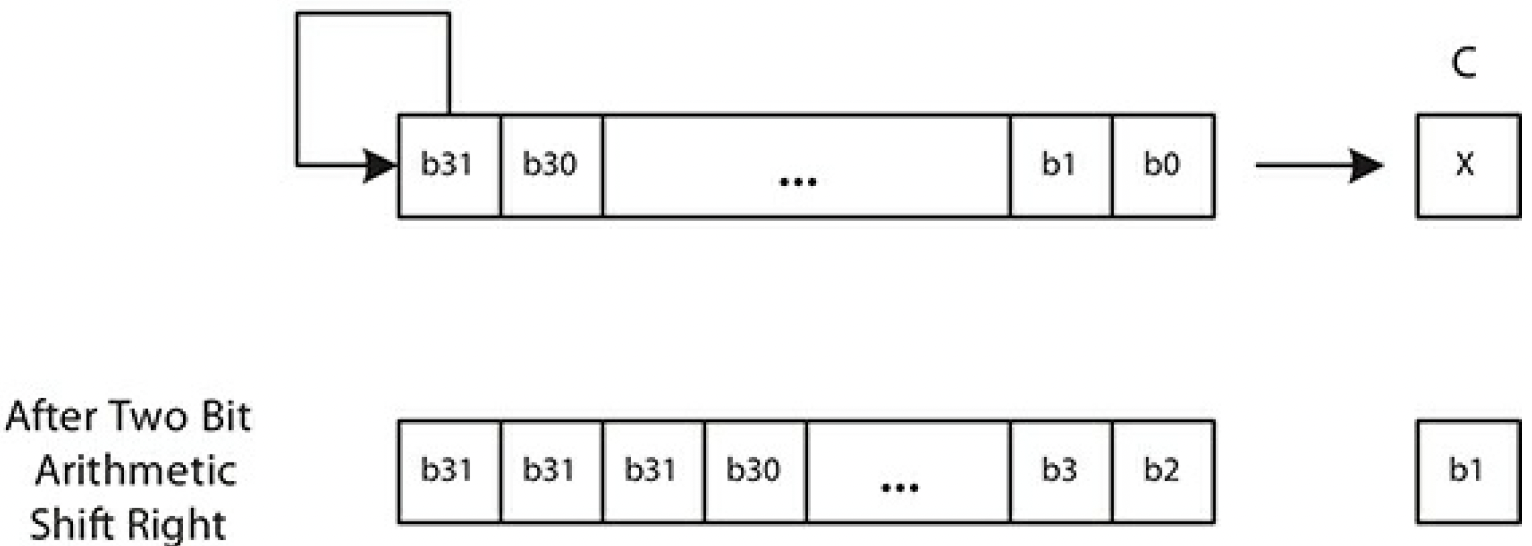 C
b31 b30 ... b1 b0 X
After Two Bit
Arithmetic
Shift Right
b31 b31 b31 b30 ... b3 b2 b1